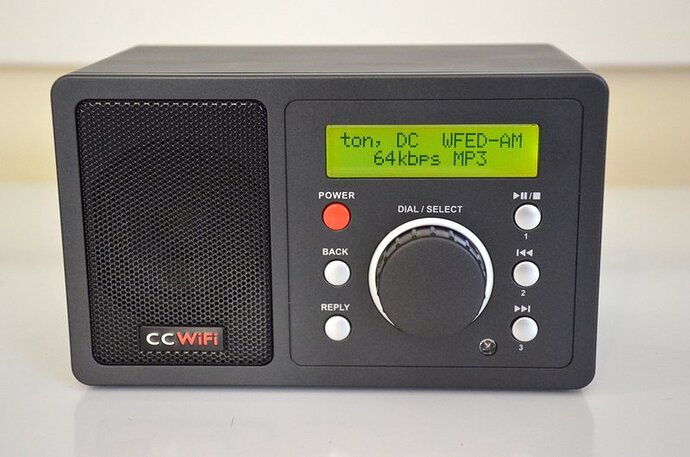 ton, DC WFED-AM
64kbps MP3
POWER
DIAL / SELECT
1
BACK
2
REPLY
3
CCWiFi